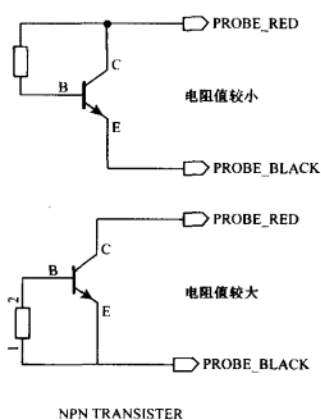 PROBE_RED
C
B
电阻值较小
E
PROBE_BLACK
PROBE_RED
C
B
电阻值较大
2
E
1
PROBE_BLACK
NPN TRANSISTER